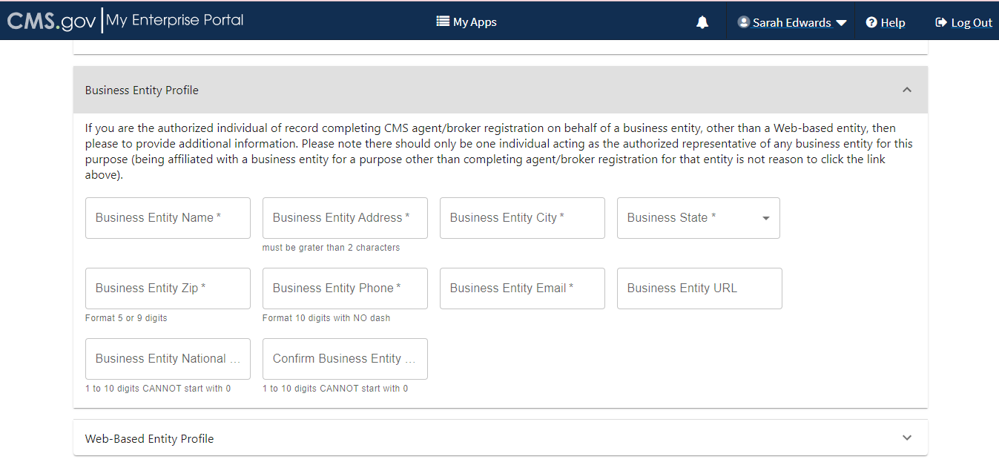 CMS.gov My Enterprise Portal My Apps Sarah Edwards Help Log Out
Business Entity Profile
If you are the authorized individual of record completing CMS agent/broker registration on behalf of a business entity, other than a Web-based entity, then
please to provide additional information. Please note there should only be one individual acting as the authorized representative of any business entity for this
purpose (being affiliated with a business entity for a purpose other than completing agent/broker registration for that entity is not reason to click the link
above).
Business Entity Name * Business Entity Address * Business Entity City * Business State *
must be grater than 2 characters
Business Entity Zip * Business Entity Phone * Business Entity Email * Business Entity URL
Format 5 or 9 digits Format 10 digits with NO dash
Business Entity National ... Confirm Business Entity ...
1 to 10 digits CANNOT start with 0 1 to 10 digits CANNOT start with 0
Web-Based Entity Profile